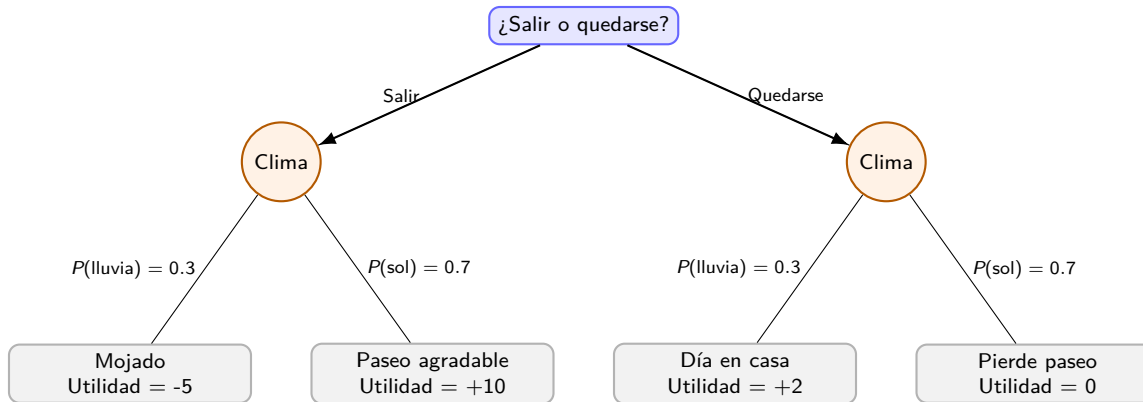 ¿Salir o quedarse?
Salir
Quedarse
Clima
Clima
P(lluvia) = 0.3
P(sol) = 0.7
P(lluvia) = 0.3
P(sol) = 0.7
Mojado
Utilidad = -5
Paseo agradable
Utilidad = +10
Día en casa
Utilidad = +2
Pierde paseo
Utilidad = 0